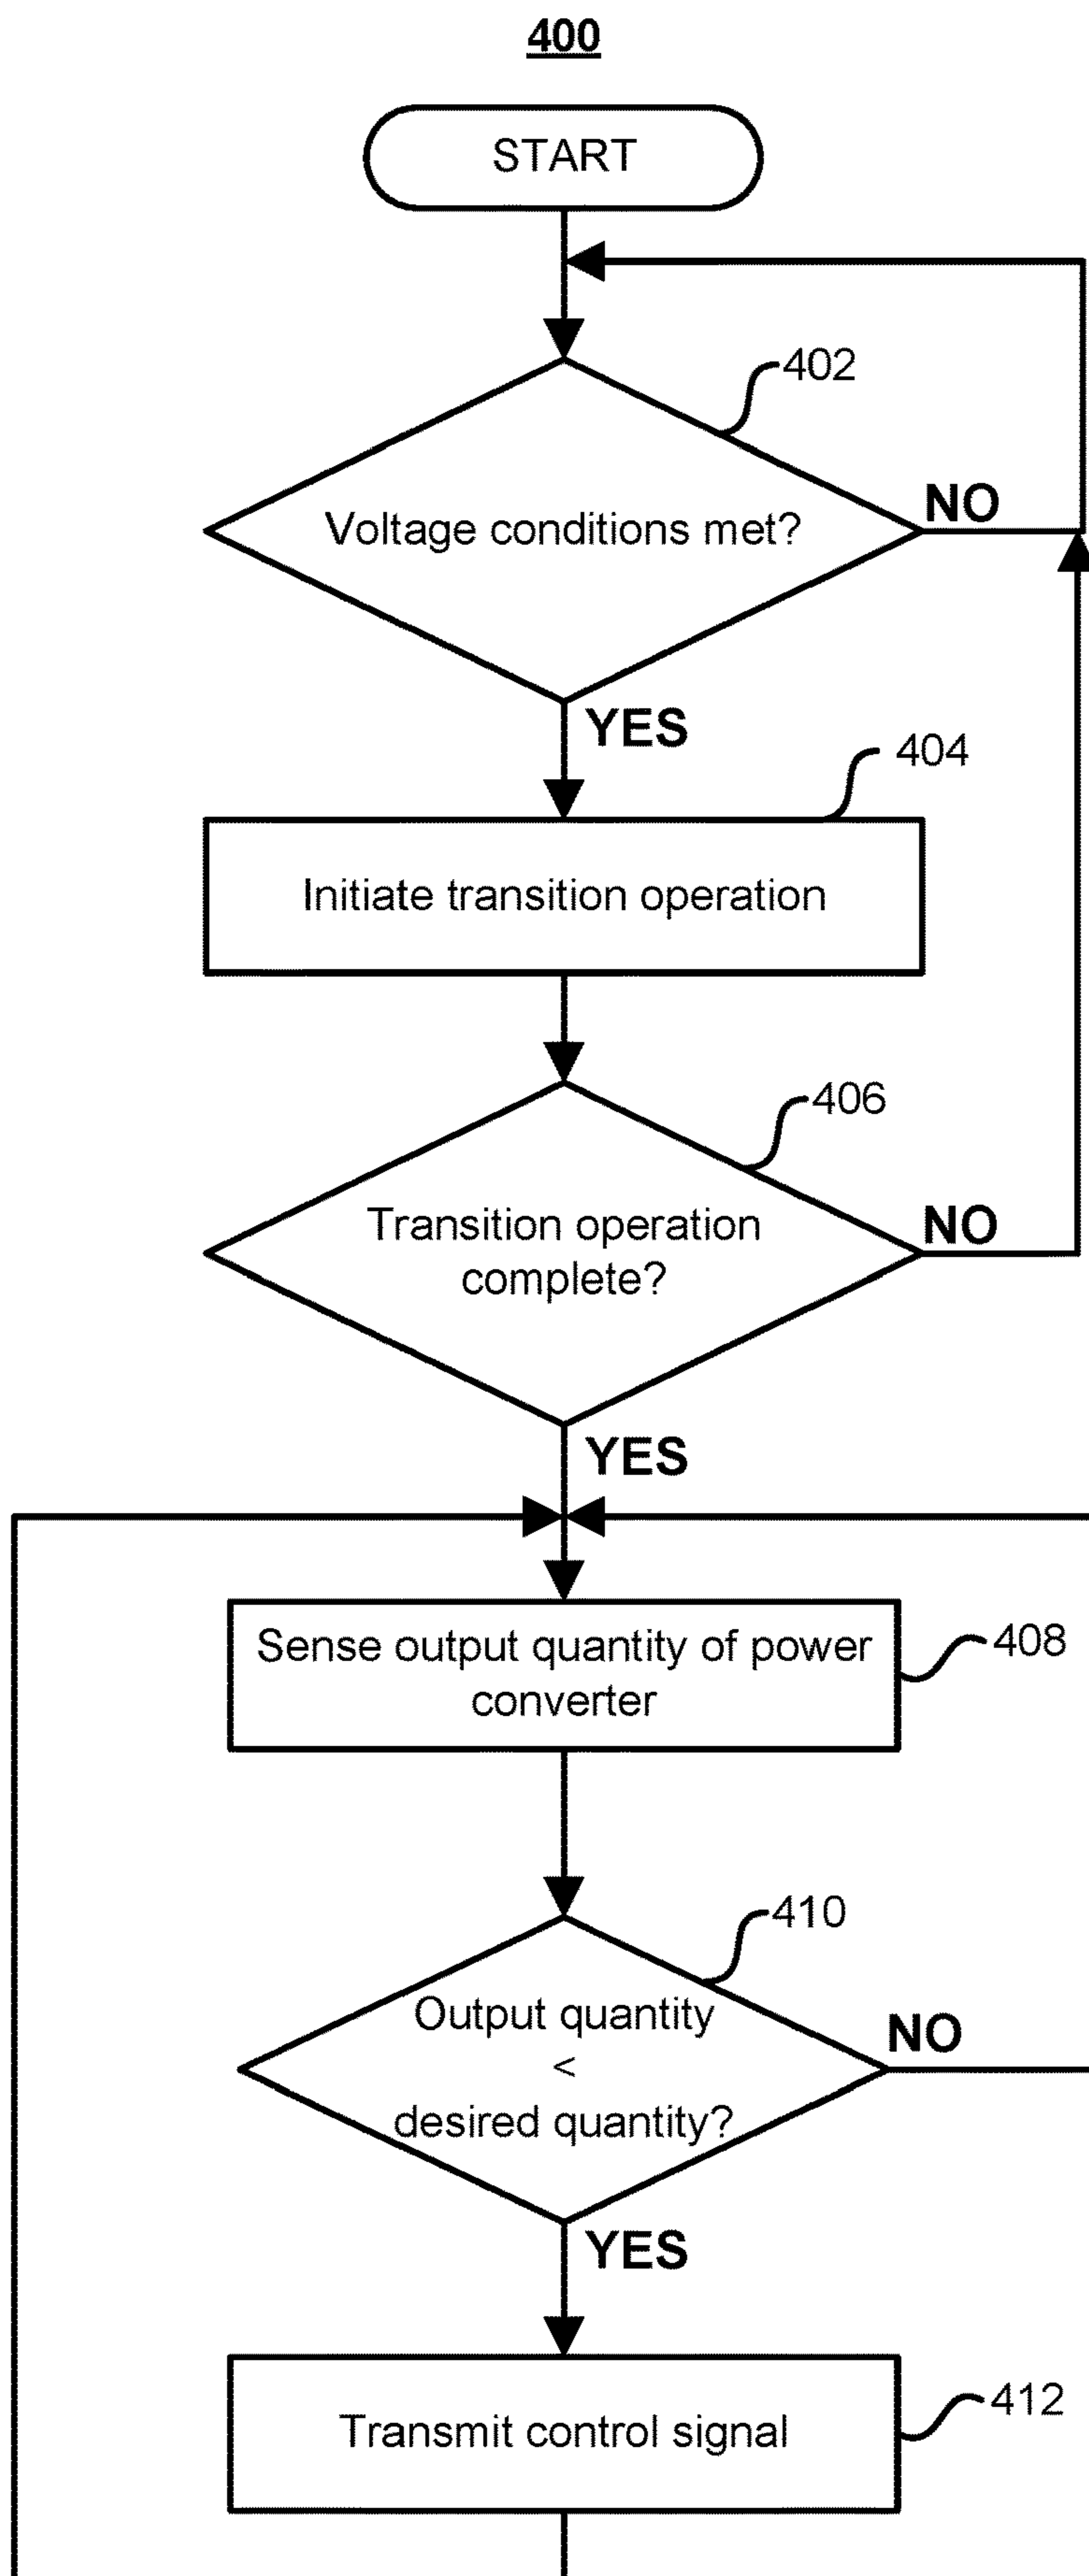 400
START
402
Voltage conditions met?
NO
YES
404
Initiate transition operation
406
Transition operation
complete?
NO
YES
Sense output quantity of power
converter
408
410
Output quantity
<
desired quantity?
NO
YES
Transmit control signal
412